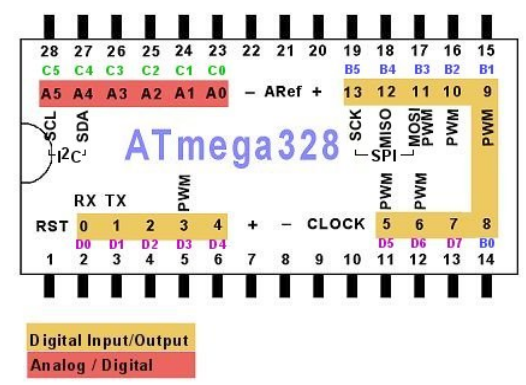 28 27 26 25 24 23 22 21 20 19 18 17 16 15
C5 C4 C3 C2 C1 C0 B5 B4 B3 B2 B1
A5 A4 A3 A2 A1 A0 – ARef + 13 12 11 10 9
SCL SDA SCK MISO MOSI PWM PWM PWM
I2C SPI
ATmega328
RX TX PWM PWM PWM
RST 0 1 2 3 4 + – CLOCK 5 6 7 8
D0 D1 D2 D3 D4 D5 D6 D7 B0
1 2 3 4 5 6 7 8 9 10 11 12 13 14
Digital Input/Output
Analog / Digital